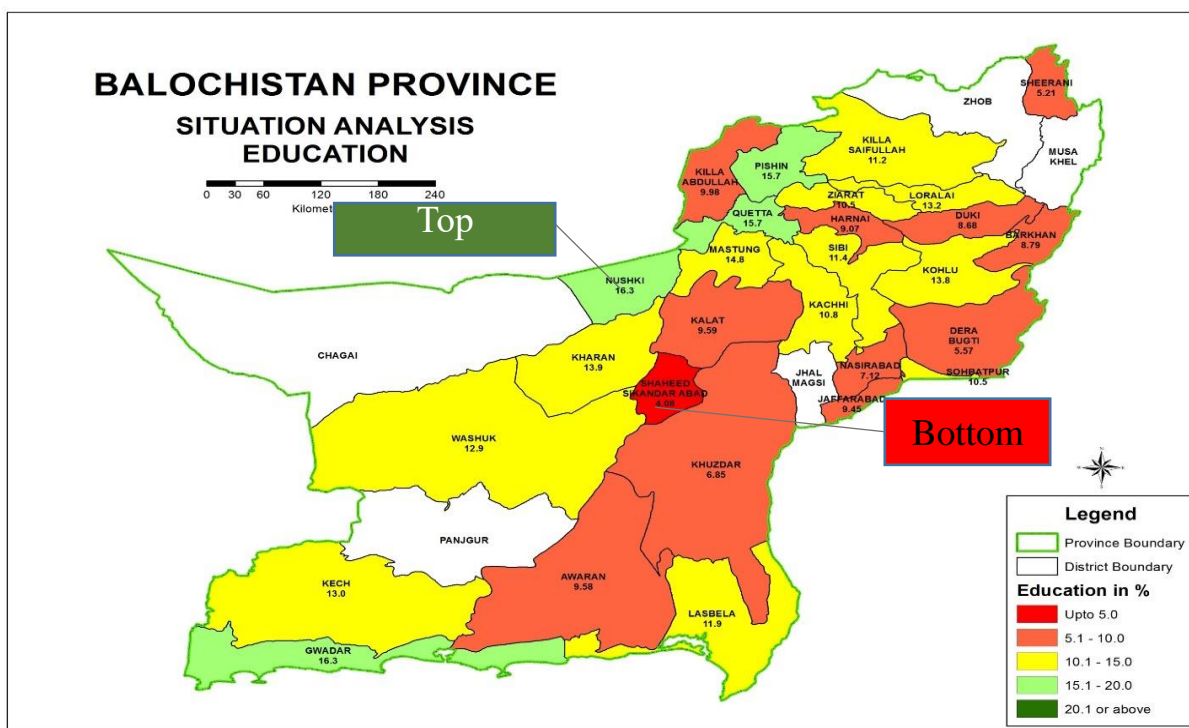 BALOCHISTAN PROVINCE
SITUATION ANALYSIS
EDUCATION
0 30 60 120 180 240
Kilomet
Top
SHEERANI
5.21
ZHOB
MUSA
KHEL
KILLA
SAIFULLAH
11.2
PISHIN
15.7
KILLA
ABDULLAH
9.98
ZIARAT
10.5
LORALAI
13.2
QUETTA
15.7
HARNAI
9.07
DUKI
8.68
BARKHAN
8.79
MASTUNG
14.8
SIBI
11.4
KOHLU
13.8
NUSHKI
16.3
KACHHI
10.8
KALAT
9.59
DERA
BUGTI
5.57
CHAGAI
KHARAN
13.9
JHAL
MAGSI
NASIRABAD
7.12
SOHBATPUR
10.5
SHAHEED
SIKANDAR ABAD
4.06
JAFFARABAD
9.45
Bottom
WASHUK
12.9
KHUZDAR
6.85
PANJGUR
KECH
13.0
AWARAN
9.58
LASBELA
11.9
GWADAR
16.3
Legend
Province Boundary
District Boundary
Education in %
Upto 5.0
5.1 - 10.0
10.1 - 15.0
15.1 - 20.0
20.1 or above